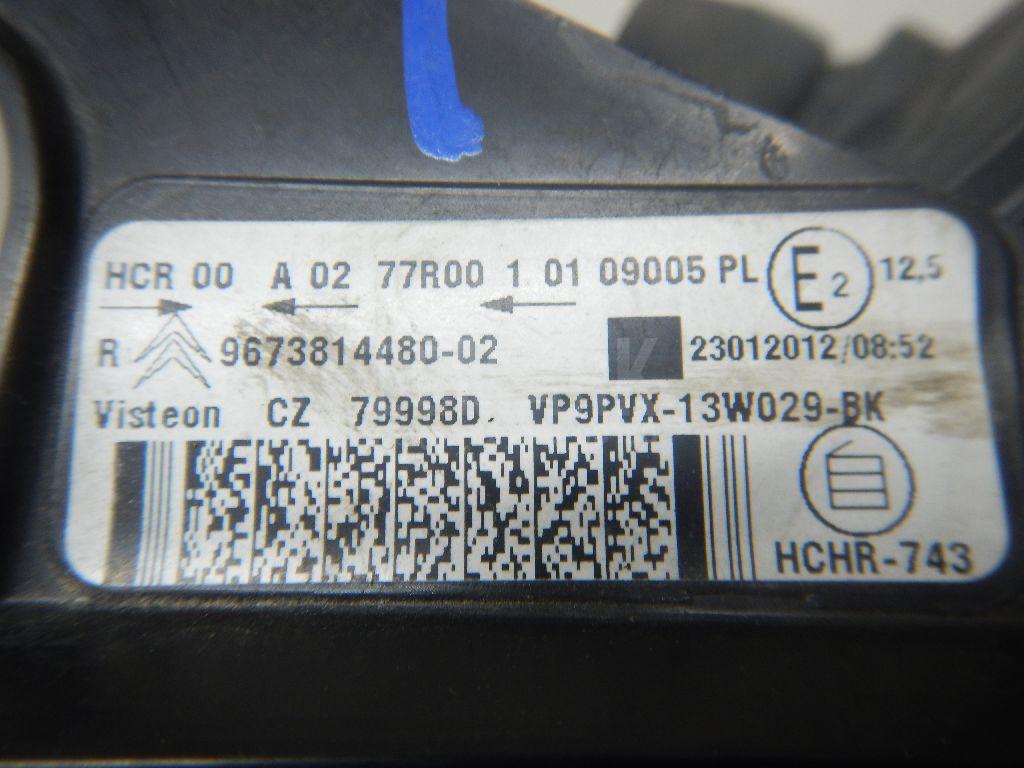 HCR 00 A 02 77R00 1 01 09005 PL E2 12,5
R 9673814480-02 K 23012012/08:52
Visteon CZ 79998D. VP9PVX-13W029-BK
HCHR-743